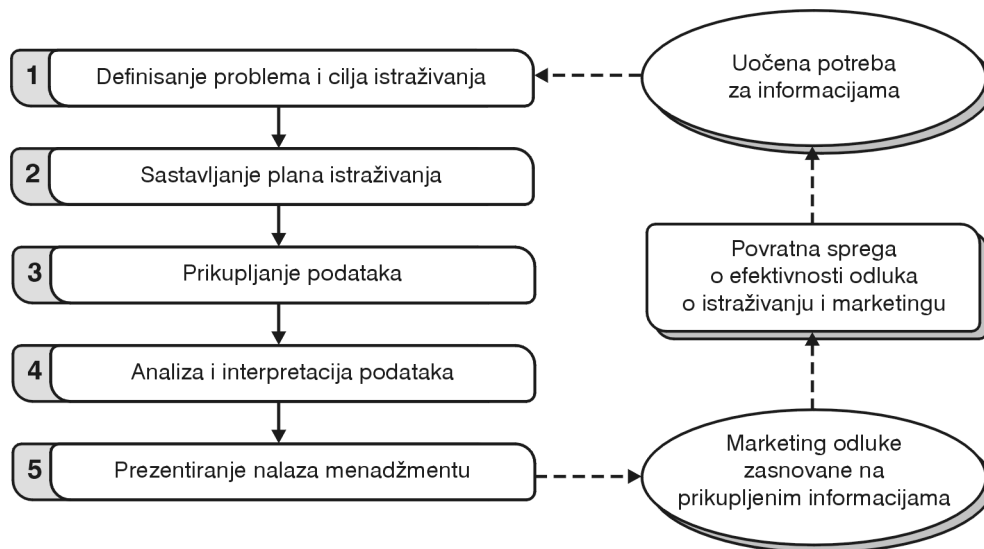 1 Definisanje problema i cilja istraživanja
2 Sastavljanje plana istraživanja
3 Prikupljanje podataka
4 Analiza i interpretacija podataka
5 Prezentiranje nalaza menadžmentu
Uočena potreba
za informacijama
Povratna sprega
o efektivnosti odluka
o istraživanju i marketingu
Marketing odluke
zasnovane na
prikupljenim informacijama